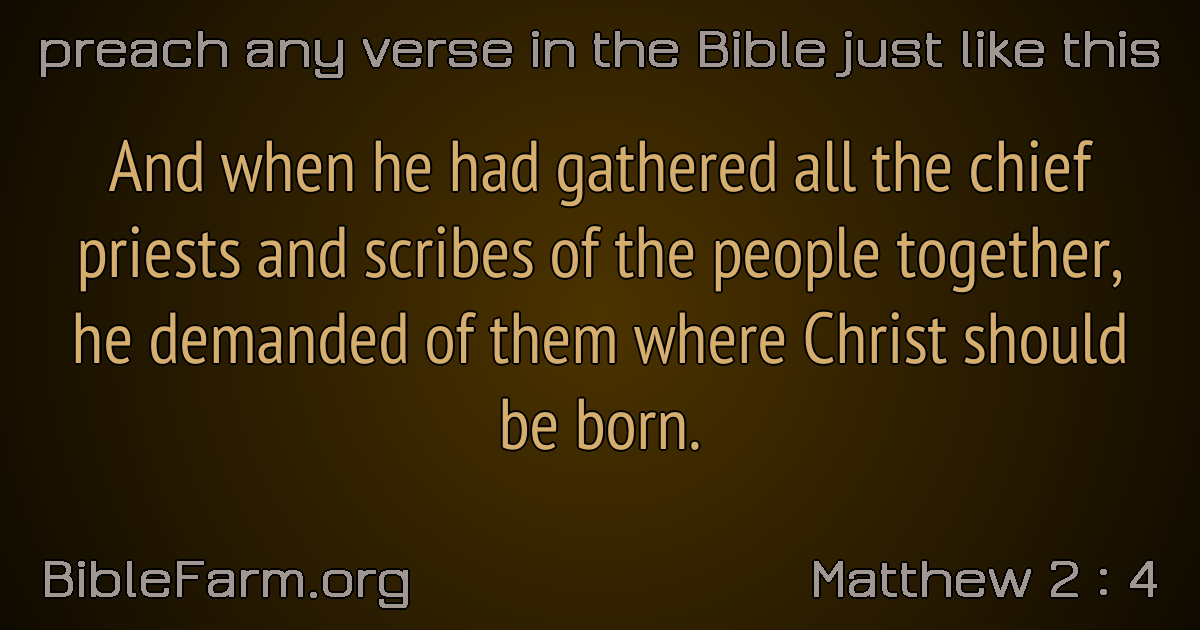 preach any verse in the Bible just like this
And when he had gathered all the chief
priests and scribes of the people together,
he demanded of them where Christ should
be born.
BibleFarm.org
Matthew 2 : 4